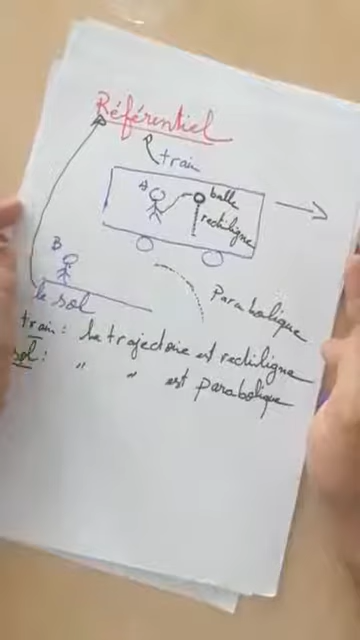 Référentiel
train
A
balle
rectiligne
B
le sol
Parabolique
train : la trajectoire est rectiligne
sol : " " est parabolique